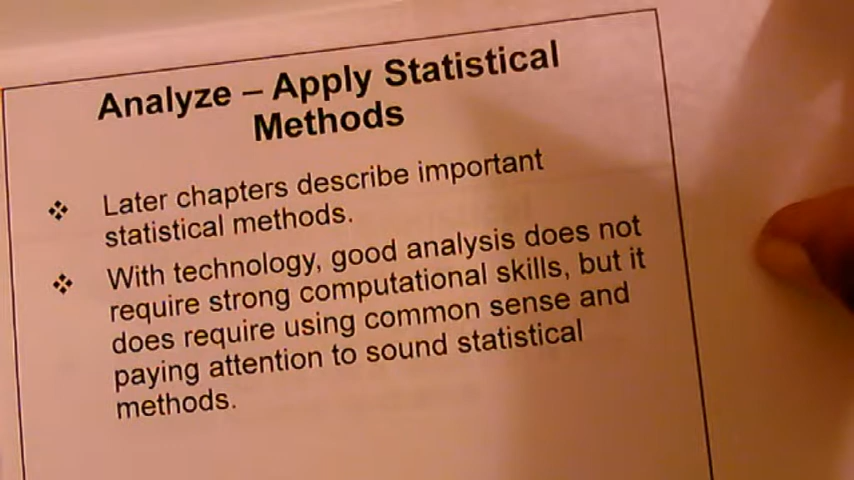 Analyze – Apply Statistical
Methods
❖ Later chapters describe important
statistical methods.
❖ With technology, good analysis does not
require strong computational skills, but it
does require using common sense and
paying attention to sound statistical
methods.